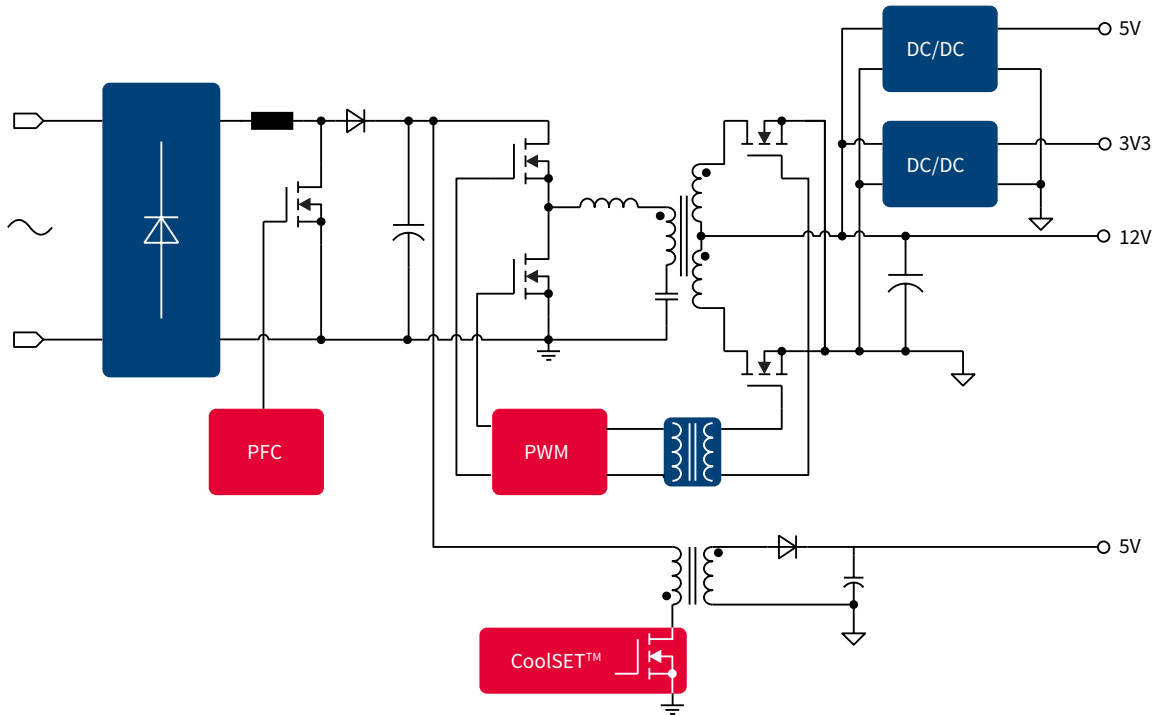 DC/DC
5V
DC/DC
3V3
12V
PFC
PWM
5V
CoolSET™